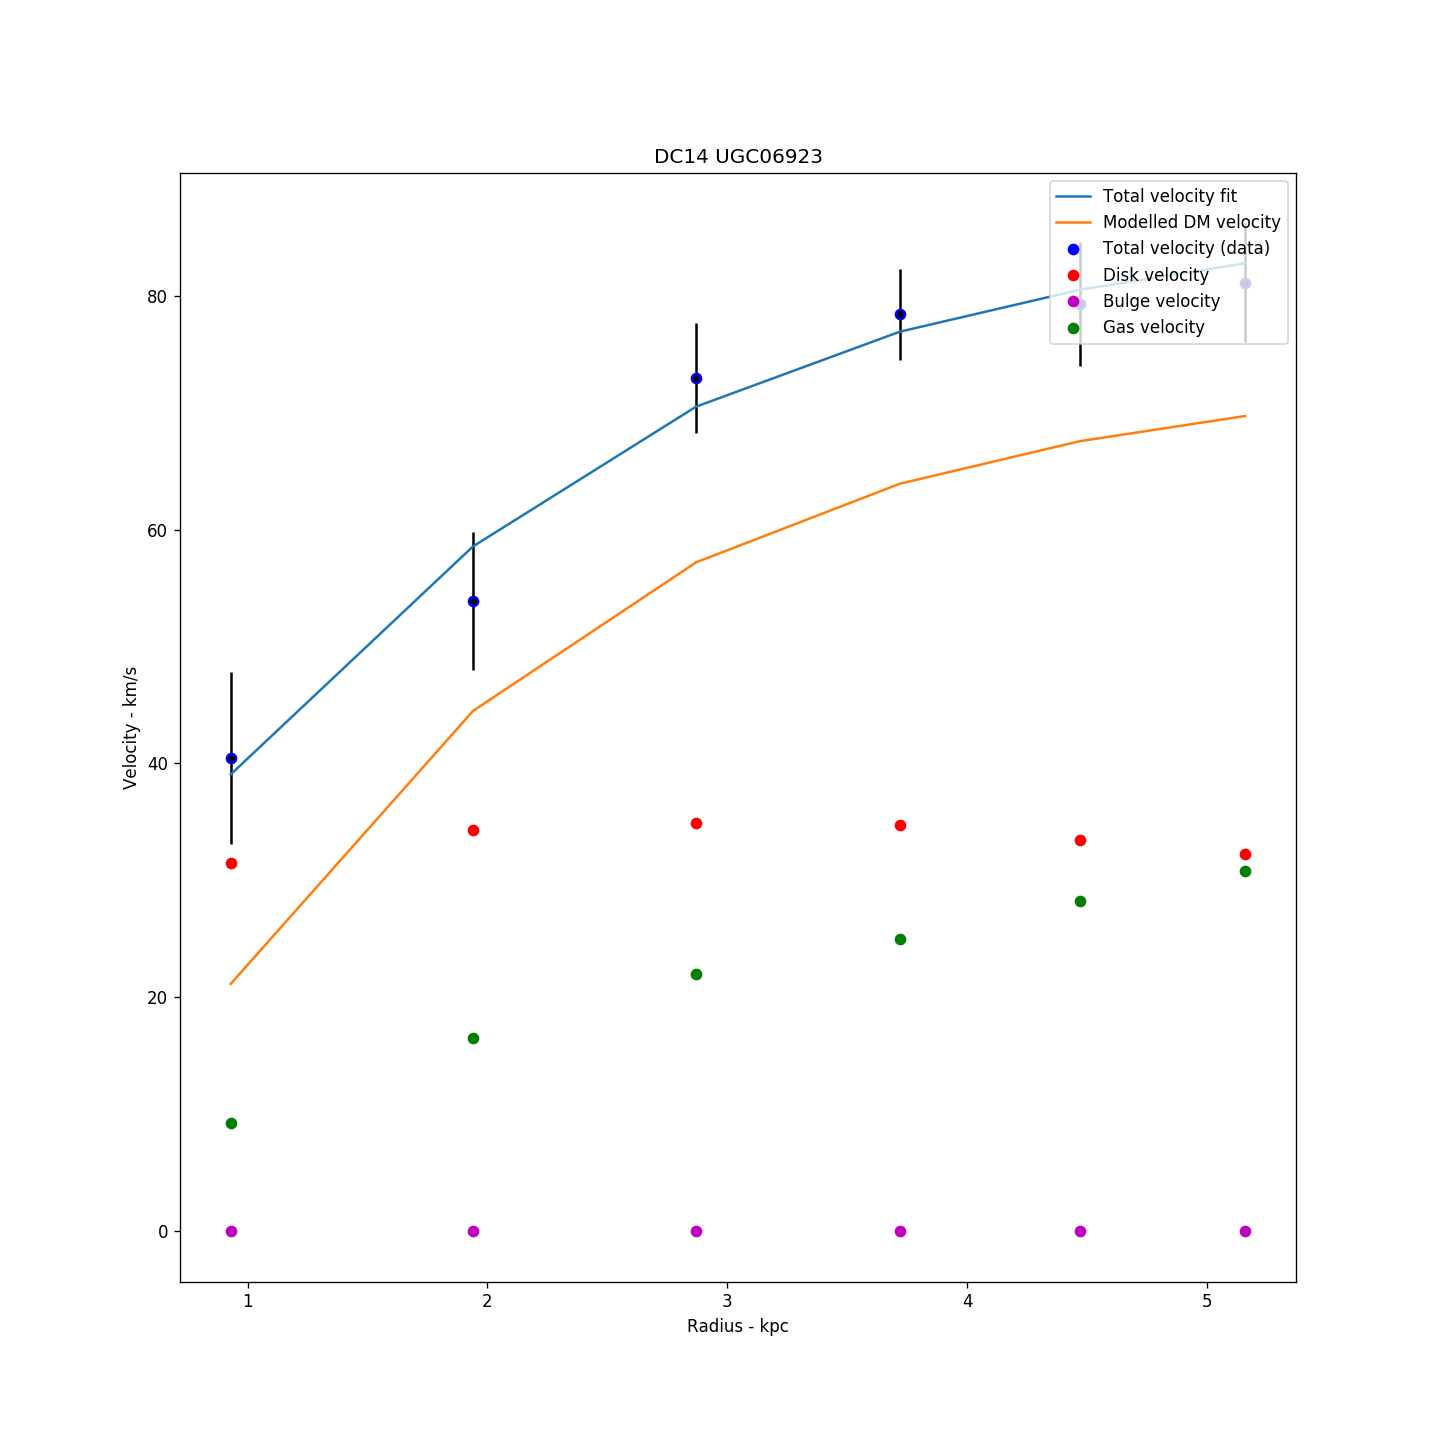 DC14 UGC06923
Total velocity fit
Modelled DM velocity
Total velocity (data)
Disk velocity
Bulge velocity
Gas velocity
80
60
40
20
0
Velocity - km/s
1 2 3 4 5
Radius - kpc